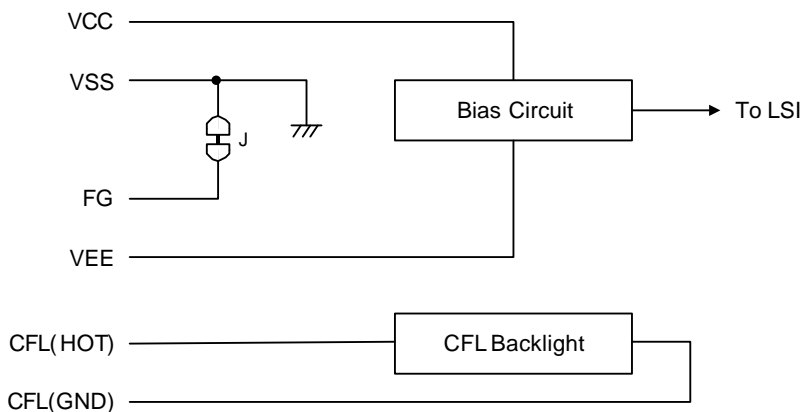 VCC
VSS
Bias Circuit
To LSI
J
FG
VEE
CFL(HOT)
CFL Backlight
CFL(GND)